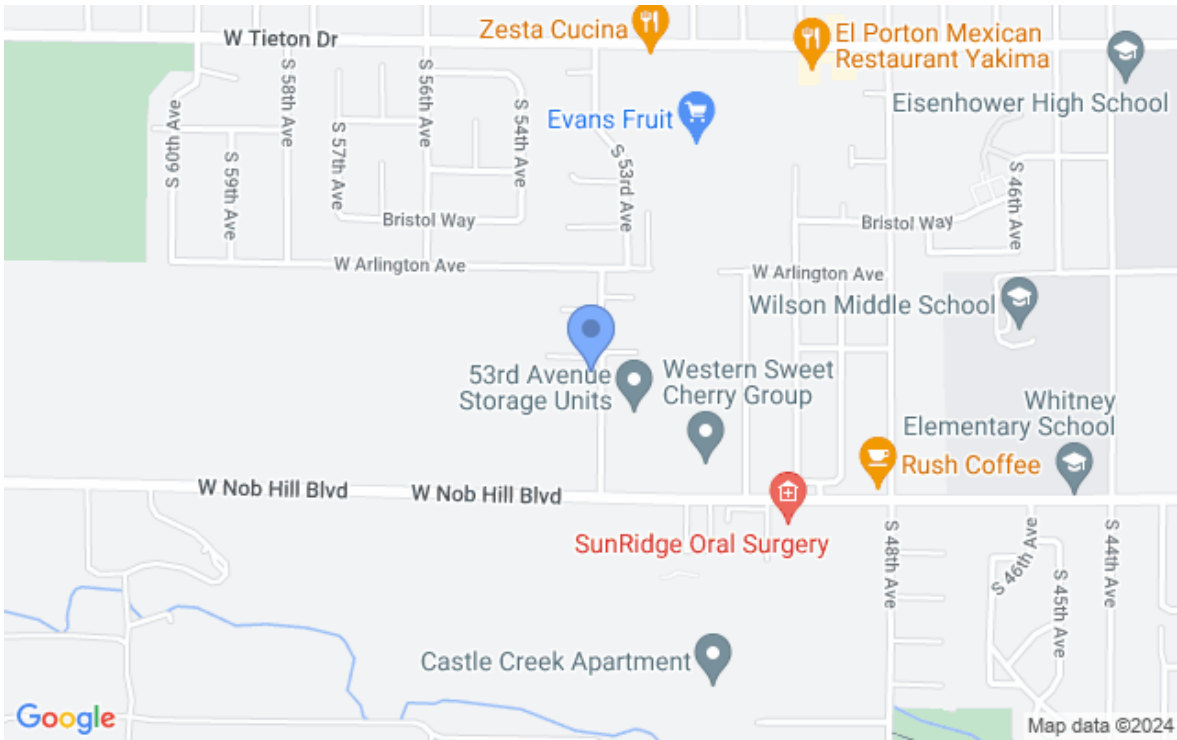 Zesta Cucina
W Tieton Dr
El Porton Mexican
Restaurant Yakima
Eisenhower High School
Evans Fruit
S 60th Ave
S 59th Ave
S 58th Ave
S 57th Ave
S 56th Ave
S 54th Ave
S 53rd Ave
S 46th Ave
Bristol Way
Bristol Way
W Arlington Ave
W Arlington Ave
Wilson Middle School
53rd Avenue
Storage Units
Western Sweet
Cherry Group
Whitney
Elementary School
Rush Coffee
W Nob Hill Blvd
W Nob Hill Blvd
SunRidge Oral Surgery
S 48th Ave
S 46th Ave
S 45th Ave
S 44th Ave
Castle Creek Apartment
Google
Map data ©2024